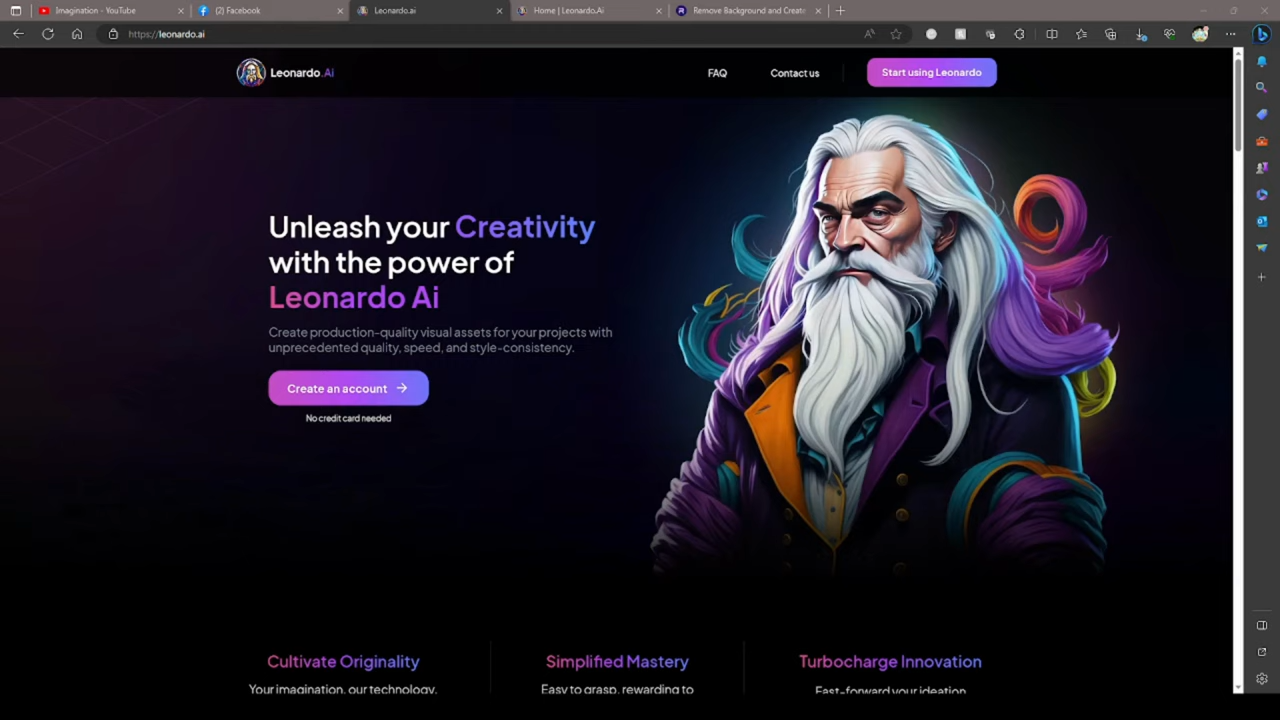 Imagination - YouTube
(2) Facebook
Leonardo.ai
Home | Leonardo.Ai
Remove Background and Create
https://leonardo.ai
Leonardo.Ai
FAQ
Contact us
Start using Leonardo
Unleash your Creativity
with the power of
Leonardo Ai
Create production-quality visual assets for your projects with
unprecedented quality, speed, and style-consistency.
Create an account
No credit card needed
Cultivate Originality
Simplified Mastery
Turbocharge Innovation
Your imagination, our technology.
Easy to grasp, rewarding to
Fast-forward your ideation